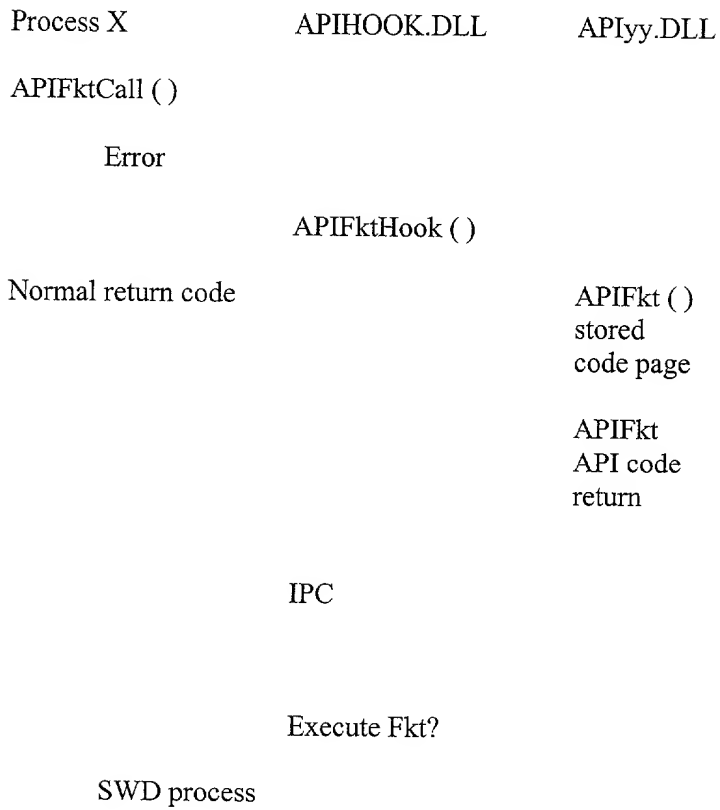 Process X APIHOOK.DLL APIyy.DLL
APIFktCall ( )
Error
APIFktHook ( )
Normal return code APIFkt ( )
stored
code page
APIFkt
API code
return
IPC
Execute Fkt?
SWD process